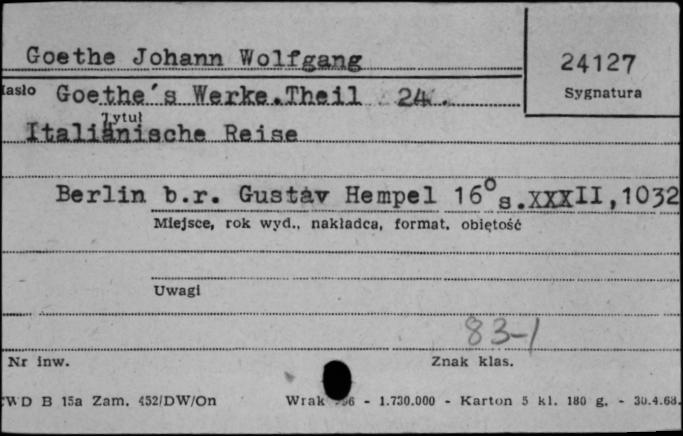 Goethe Johann Wolfgang
24127
Sygnatura
Hasło Goethe's Werke.Theil 24.
Tytuł
Italiänische Reise
Berlin b.r. Gustav Hempel 16° s.XXXII,1032
Miejsce, rok wyd., nakładca, format, objętość
Uwagi
83-1
Nr inw.
Znak klas.
WD B 15a Zam. 452/DW/On
Wrak - 1.730.000 - Karton 5 kl. 180 g. - 30.4.68.